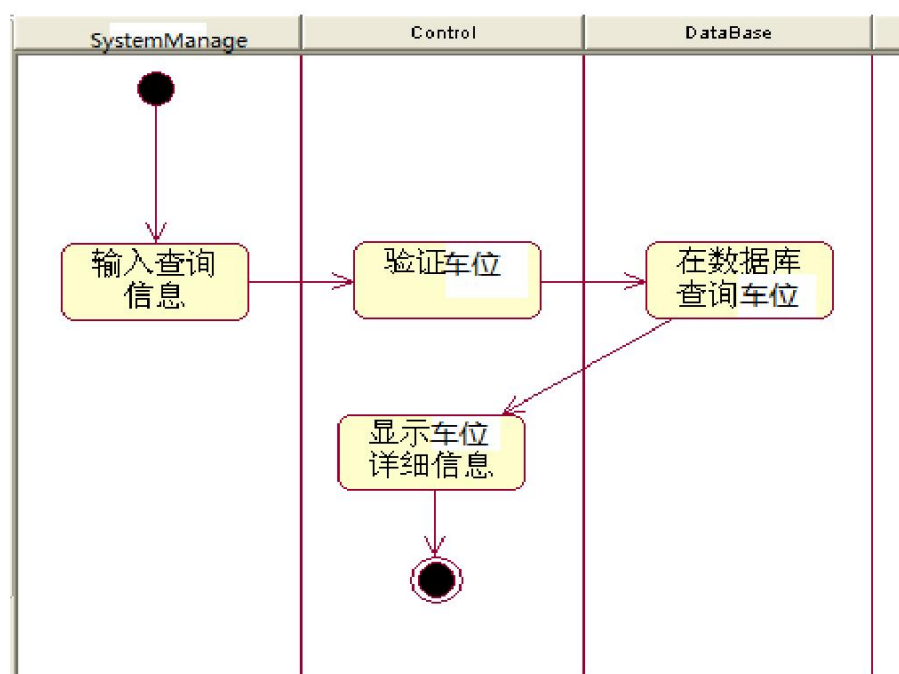 SystemManage
Control
DataBase
输入查询
信息
验证车位
在数据库
查询车位
显示车位
详细信息